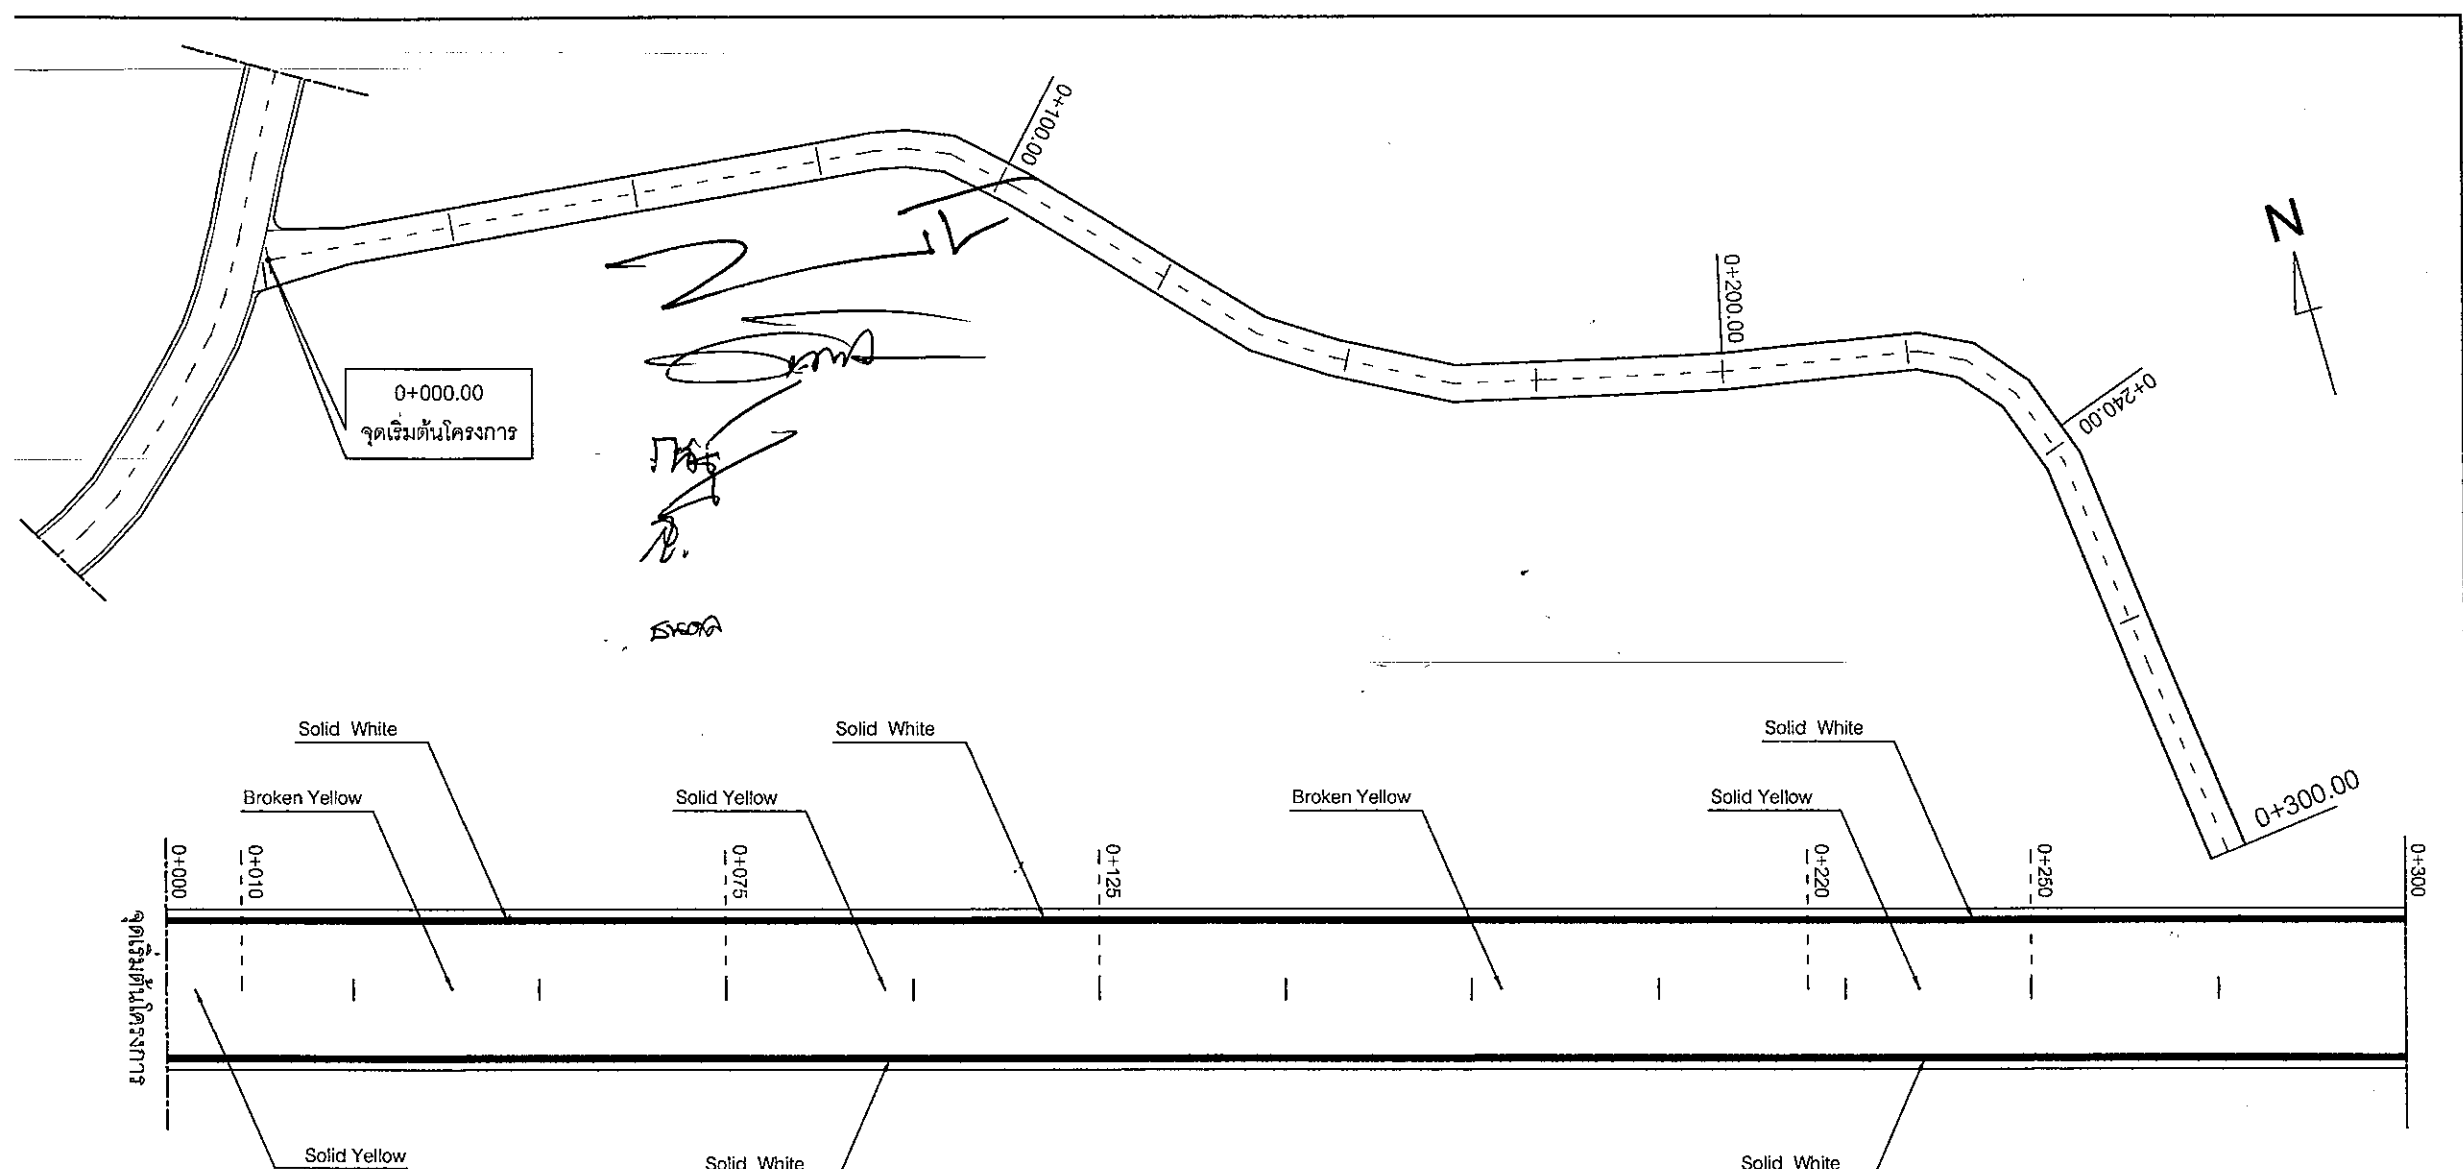 0+100.00
N
0+200.00
0+000.00
จุดเริ่มต้นโครงการ
0+240.00
0+300.00
Solid White
Solid White
Solid White
Broken Yellow
Solid Yellow
Broken Yellow
Solid Yellow
0+000
0+010
0+075
0+125
0+220
0+250
0+300
จุดเริ่มต้นโครงการ
Solid Yellow
Solid White
Solid White